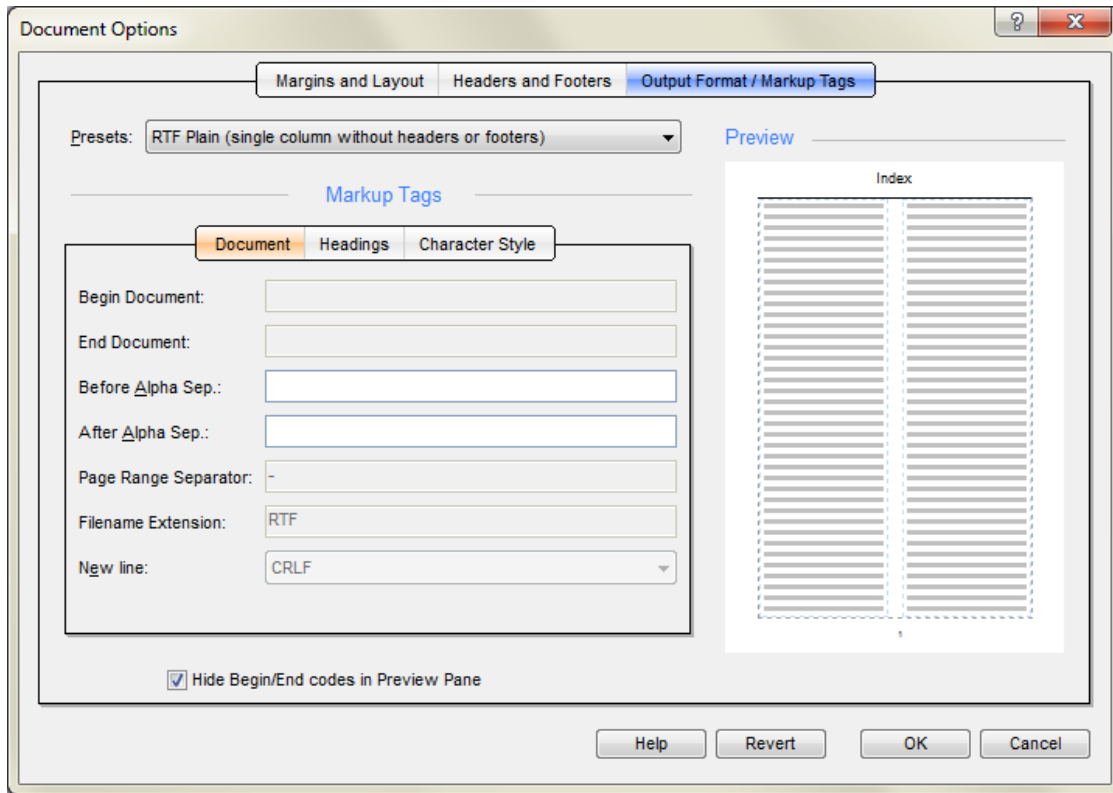 Document Options
?
X
Margins and Layout
Headers and Footers
Output Format / Markup Tags
Presets:
RTF Plain (single column without headers or footers)
Preview
Index
1
Markup Tags
Document
Headings
Character Style
Begin Document:
End Document:
Before Alpha Sep.:
After Alpha Sep.:
Page Range Separator:
-
Filename Extension:
RTF
New line:
CRLF
Hide Begin/End codes in Preview Pane
Help
Revert
OK
Cancel